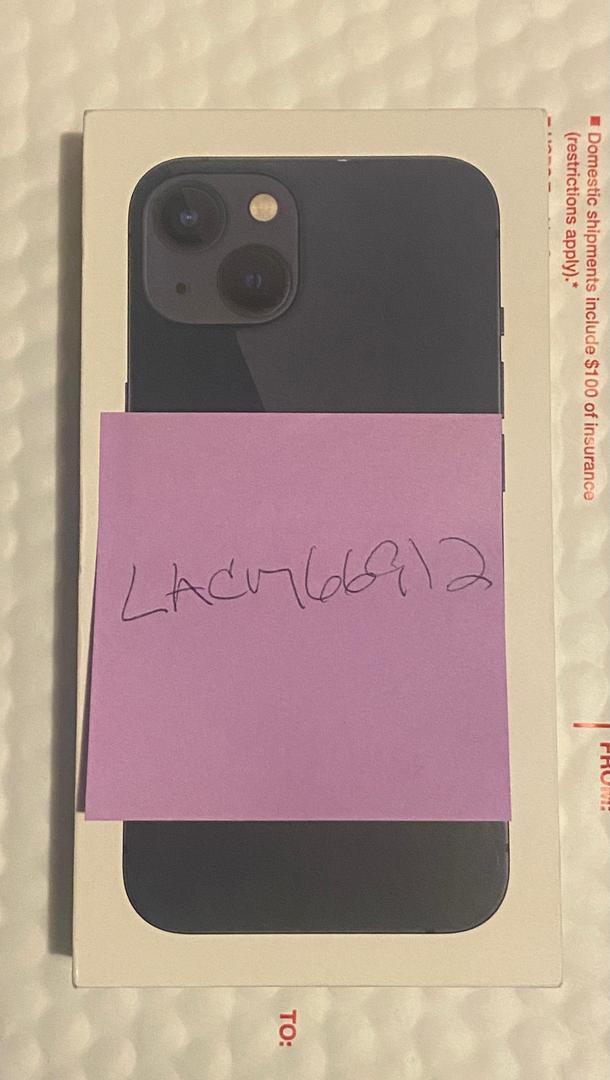 LACM66912
■ Domestic shipments include $100 of insurance
(restrictions apply).*
FROM:
TO: